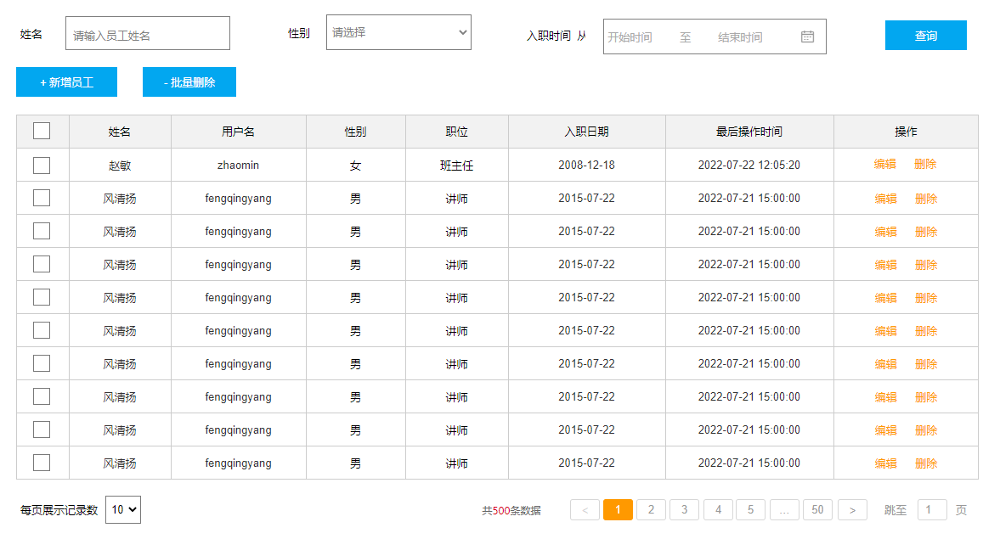 姓名 请输入员工姓名 性别 请选择 入职时间 从 开始时间 至 结束时间 查询
+ 新增员工 - 批量删除
姓名 用户名 性别 职位 入职日期 最后操作时间 操作
赵敏 zhaomin 女 班主任 2008-12-18 2022-07-22 12:05:20 编辑 删除
风清扬 fengqingyang 男 讲师 2015-07-22 2022-07-21 15:00:00 编辑 删除
风清扬 fengqingyang 男 讲师 2015-07-22 2022-07-21 15:00:00 编辑 删除
风清扬 fengqingyang 男 讲师 2015-07-22 2022-07-21 15:00:00 编辑 删除
风清扬 fengqingyang 男 讲师 2015-07-22 2022-07-21 15:00:00 编辑 删除
风清扬 fengqingyang 男 讲师 2015-07-22 2022-07-21 15:00:00 编辑 删除
风清扬 fengqingyang 男 讲师 2015-07-22 2022-07-21 15:00:00 编辑 删除
风清扬 fengqingyang 男 讲师 2015-07-22 2022-07-21 15:00:00 编辑 删除
风清扬 fengqingyang 男 讲师 2015-07-22 2022-07-21 15:00:00 编辑 删除
风清扬 fengqingyang 男 讲师 2015-07-22 2022-07-21 15:00:00 编辑 删除
每页展示记录数 10 共500条数据 < 1 2 3 4 5 ... 50 > 跳至 1 页